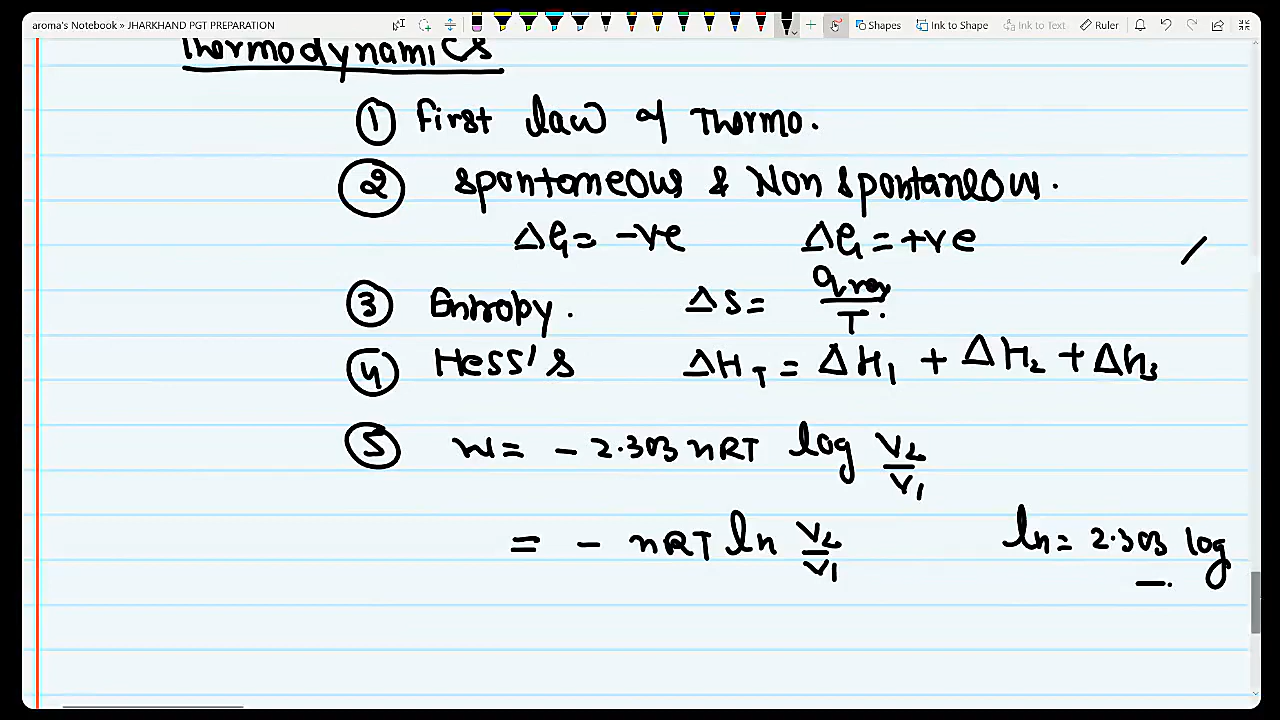 aroma's Notebook » JHARKHAND PGT PREPARATION
Shapes Ink to Shape Ink to Text Ruler
Thermodynamics
① First law of Thermo.
② Spontaneous & Non spontaneous.
ΔG = -ve ΔG = +ve
③ Entropy. ΔS = qrev/T.
④ Hess's ΔH_T = ΔH₁ + ΔH₂ + ΔH₃
⑤ W = - 2.303 nRT log V₂/V₁
= - nRT ln V₂/V₁ ln = 2.303 log